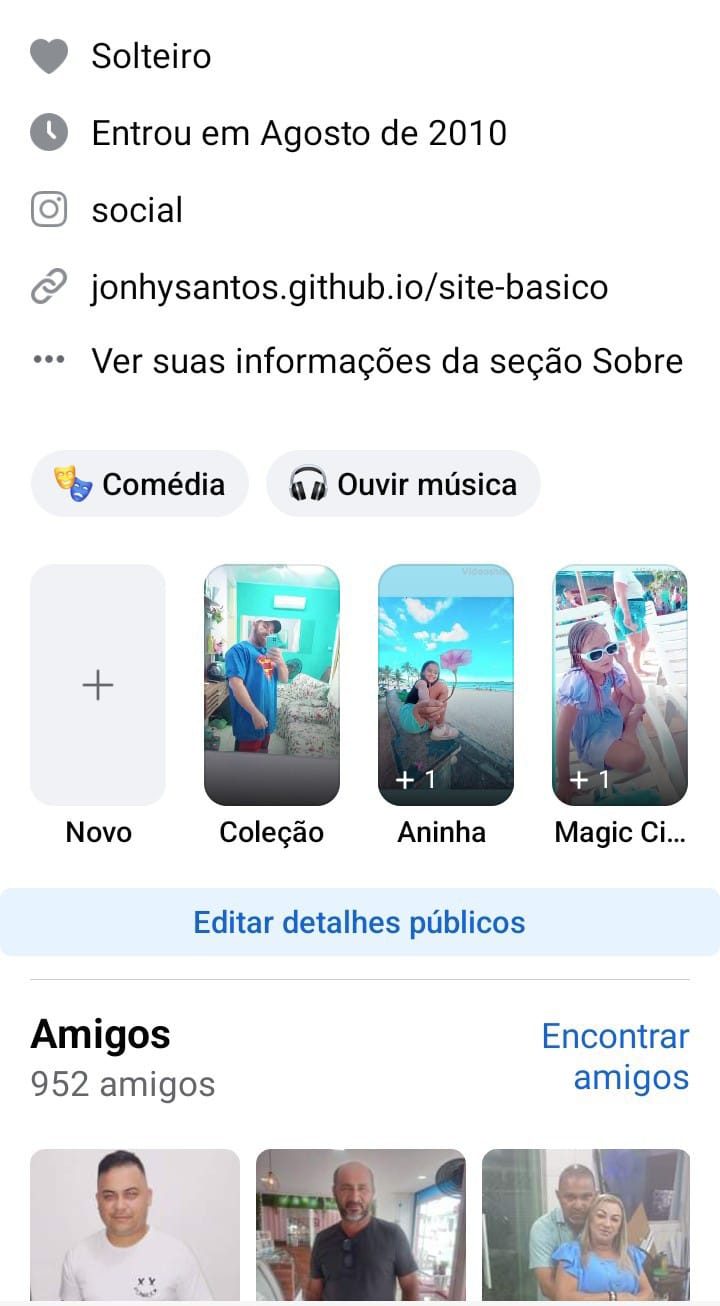 Solteiro
Entrou em Agosto de 2010
social
jonhysantos.github.io/site-basico
Ver suas informações da seção Sobre
Comédia
Ouvir música
+ 1
+ 1
Novo
Coleção
Aninha
Magic Ci...
Editar detalhes públicos
Amigos
Encontrar
952 amigos
amigos